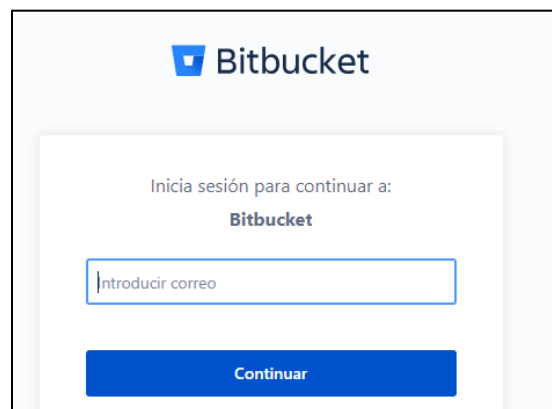 Bitbucket
Inicia sesión para continuar a:
Bitbucket
Introducir correo
Continuar